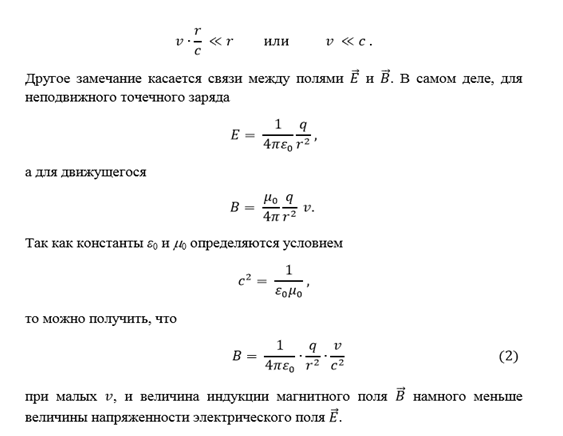 v · r/c ≪ r или v ≪ c .
Другое замечание касается связи между полями E⃗ и B⃗. В самом деле, для
неподвижного точечного заряда
E = 1/(4πε₀) q/r² ,
а для движущегося
B = μ₀/4π q/r² v.
Так как константы ε₀ и μ₀ определяются условием
c² = 1/(ε₀μ₀) ,
то можно получить, что
B = 1/(4πε₀) · q/r² · v/c² (2)
при малых v, и величина индукции магнитного поля B⃗ намного меньше
величины напряженности электрического поля E⃗.